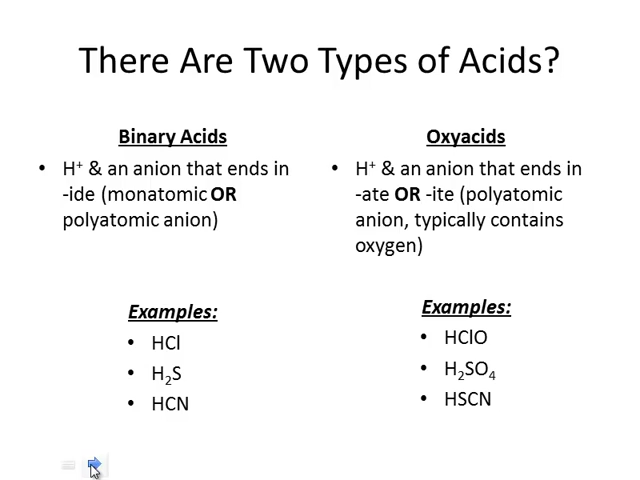 There Are Two Types of Acids?
Binary Acids
• H⁺ & an anion that ends in
-ide (monatomic OR
polyatomic anion)
Examples:
• HCl
• H₂S
• HCN
Oxyacids
• H⁺ & an anion that ends in
-ate OR -ite (polyatomic
anion, typically contains
oxygen)
Examples:
• HClO
• H₂SO₄
• HSCN